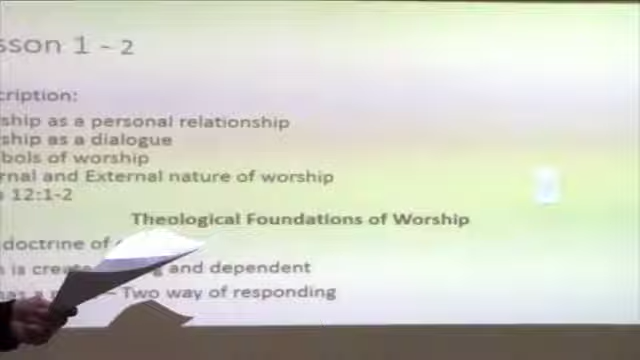 sson 1 - 2
cription:
ship as a personal relationship
ship as a dialogue
bols of worship
rnal and External nature of worship
12:1-2
Theological Foundations of Worship
doctrine of
is and dependent
has a – Two way of responding